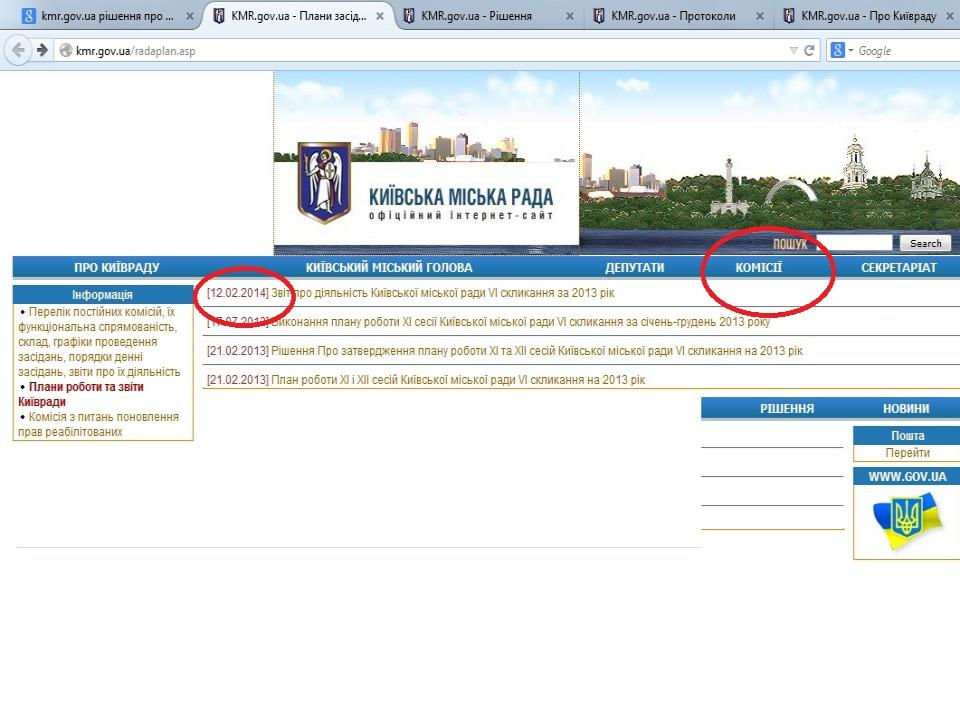 kmr.gov.ua рішення про ...
KMR.gov.ua - Плани засід...
KMR.gov.ua - Рішення
KMR.gov.ua - Протоколи
KMR.gov.ua - Про Київраду
kmr.gov.ua/radaplan.asp
Google
КИЇВСЬКА МІСЬКА РАДА
офіційний інтернет-сайт
ПОШУК
Search
ПРО КИЇВРАДУ
КИЇВСЬКИЙ МІСЬКИЙ ГОЛОВА
ДЕПУТАТИ
КОМІСІЇ
СЕКРЕТАРІАТ
Інформація
Перелік постійних комісій, їх
функціональна спрямованість,
склад, графіки проведення
засідань, порядки денні
засідань, звіти про їх діяльність
Плани роботи та звіти
Київради
Комісія з питань поновлення
прав реабілітованих
[12.02.2014] Звіт про діяльність Київської міської ради VI скликання за 2013 рік
[17.07.2013] Виконання плану роботи XI сесії Київської міської ради VI скликання за січень-грудень 2013 року
[21.02.2013] Рішення Про затвердження плану роботи XI та XII сесій Київської міської ради VI скликання на 2013 рік
[21.02.2013] План роботи XI і XII сесій Київської міської ради VI скликання на 2013 рік
РІШЕННЯ
НОВИНИ
Пошта
Перейти
WWW.GOV.UA